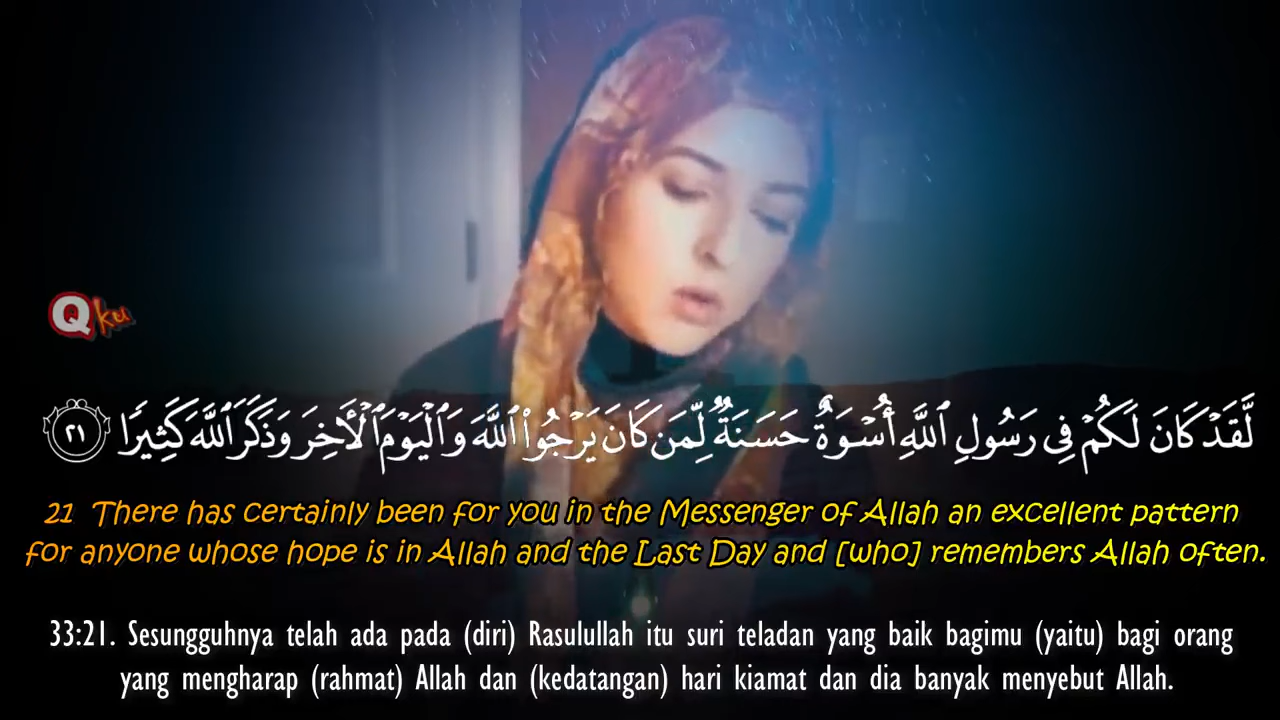 Qku
لَّقَدْ كَانَ لَكُمْ فِى رَسُولِ ٱللَّهِ أُسْوَةٌ حَسَنَةٌ لِّمَن كَانَ يَرْجُوا۟ ٱللَّهَ وَٱلْيَوْمَ ٱلْـَٔاخِرَ وَذَكَرَ ٱللَّهَ كَثِيرًا ٢١
21 There has certainly been for you in the Messenger of Allah an excellent pattern
for anyone whose hope is in Allah and the Last Day and [who] remembers Allah often.
33:21. Sesungguhnya telah ada pada (diri) Rasulullah itu suri teladan yang baik bagimu (yaitu) bagi orang
yang mengharap (rahmat) Allah dan (kedatangan) hari kiamat dan dia banyak menyebut Allah.